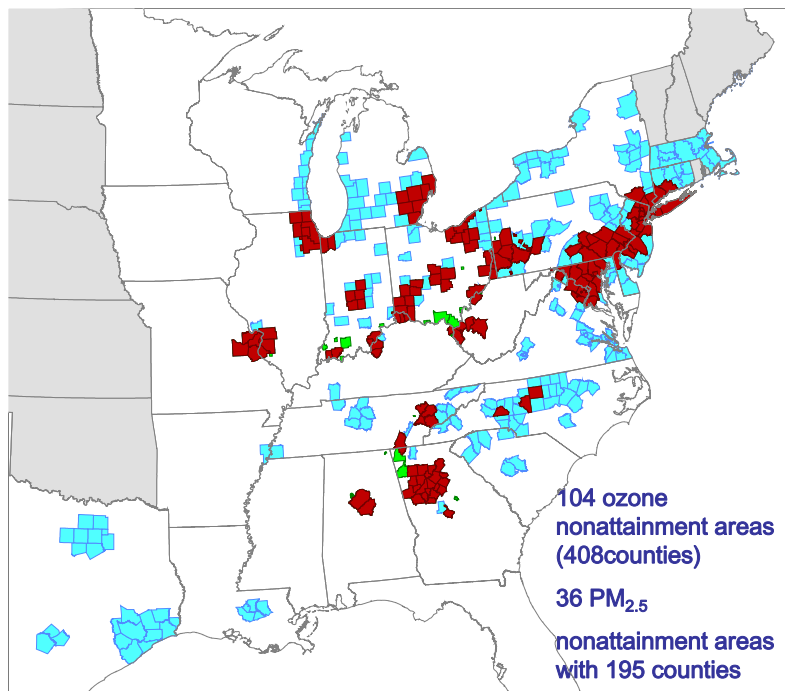 104 ozone
nonattainment areas
(408counties)
36 PM2.5
nonattainment areas
with 195 counties